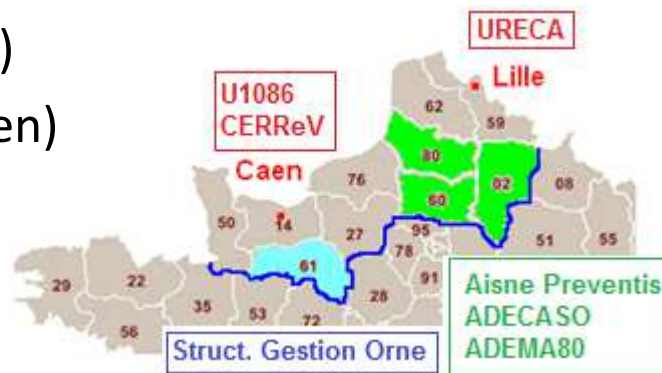 )
en)
URECA
Lille
U1086
CERReV
Caen
62
59
80
02
08
76
60
50
14
27
95
51
55
78
61
91
29
22
35
53
72
28
56
Aisne Preventis
ADECASO
ADEMA80
Struct. Gestion Orne